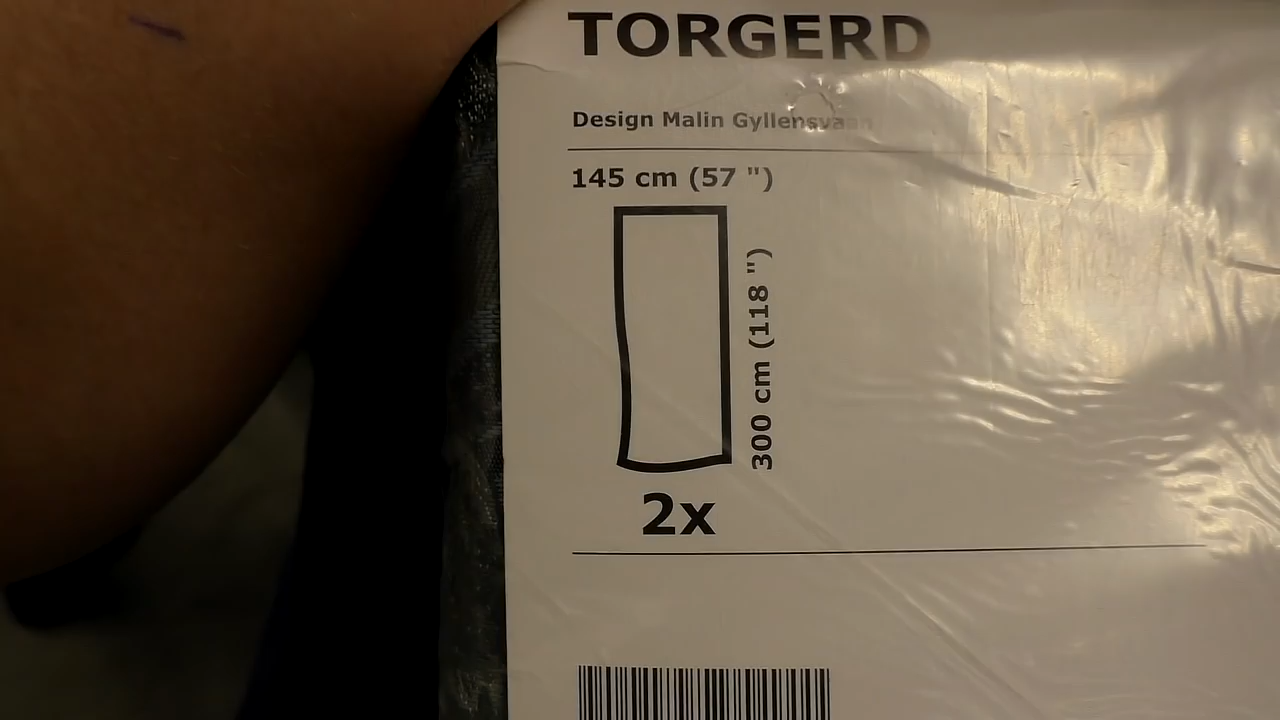 TORGERD
Design Malin Gyllensvaan
145 cm (57 ")
300 cm (118 ")
2x